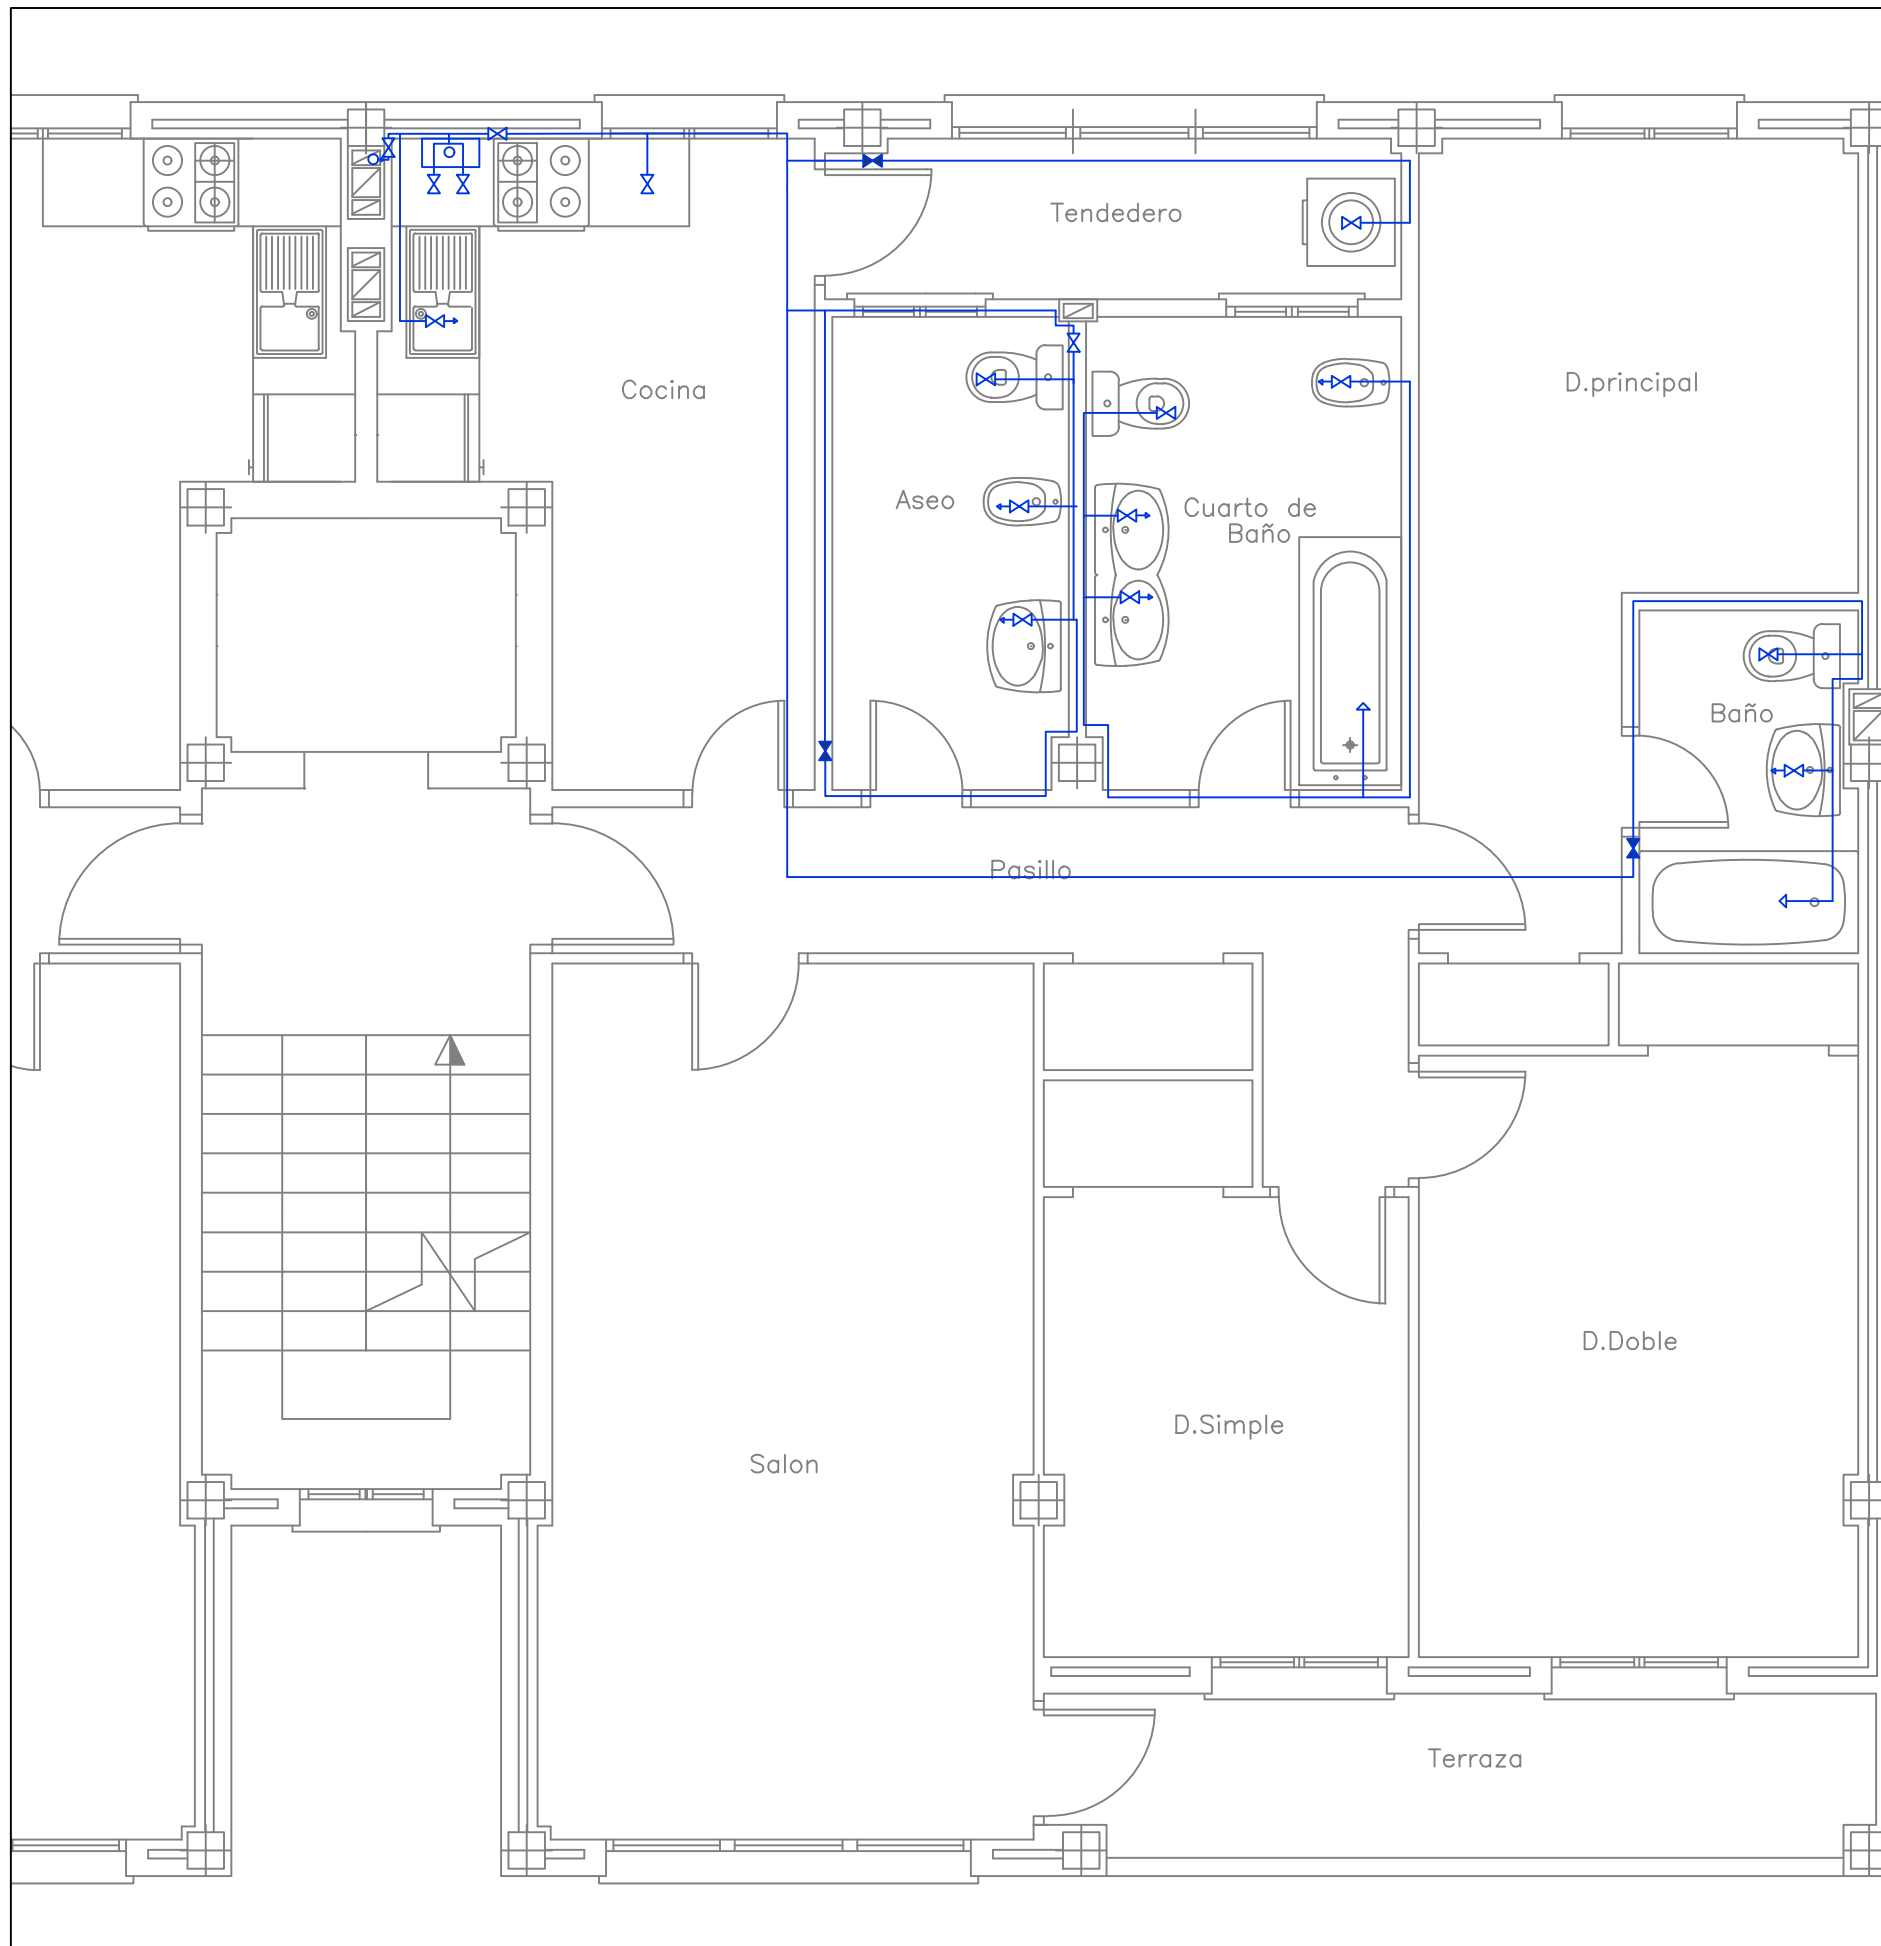 Tendedero
D.principal
Cocina
Aseo
Cuarto de
Baño
Baño
Pasillo
D.Doble
D.Simple
Salon
Terraza